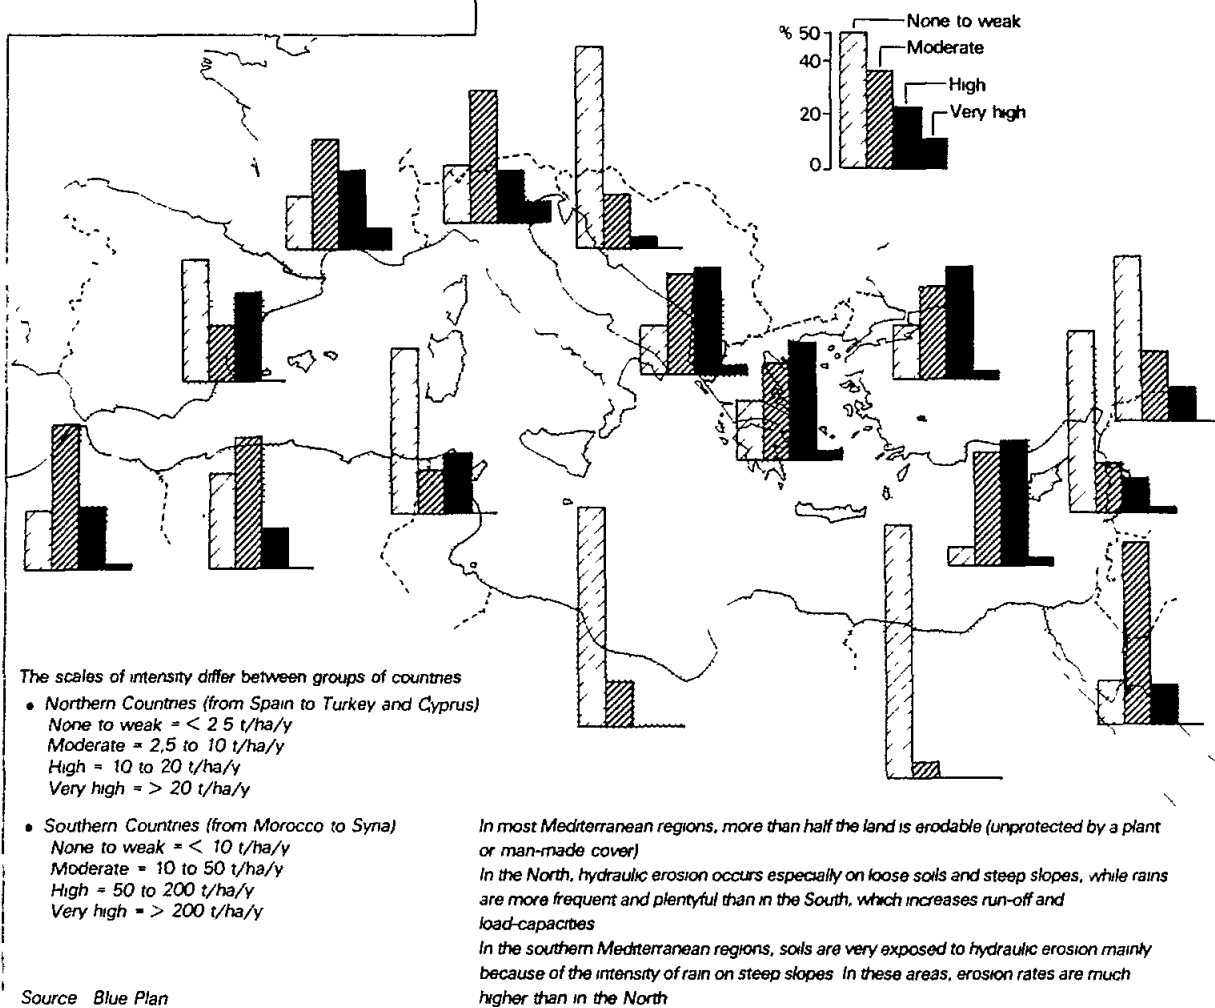 None to weak
% 50
Moderate
40
High
20
Very high
0
The scales of intensity differ between groups of countries
• Northern Countries (from Spain to Turkey and Cyprus)
None to weak = < 2 5 t/ha/y
Moderate = 2,5 to 10 t/ha/y
High = 10 to 20 t/ha/y
Very high = > 20 t/ha/y
• Southern Countries (from Morocco to Syria)
None to weak = < 10 t/ha/y
Moderate = 10 to 50 t/ha/y
High = 50 to 200 t/ha/y
Very high = > 200 t/ha/y
In most Mediterranean regions, more than half the land is erodable (unprotected by a plant
or man-made cover)
In the North, hydraulic erosion occurs especially on loose soils and steep slopes, while rains
are more frequent and plentyful than in the South, which increases run-off and
load-capacities
In the southern Mediterranean regions, soils are very exposed to hydraulic erosion mainly
because of the intensity of rain on steep slopes In these areas, erosion rates are much
higher than in the North
Source Blue Plan